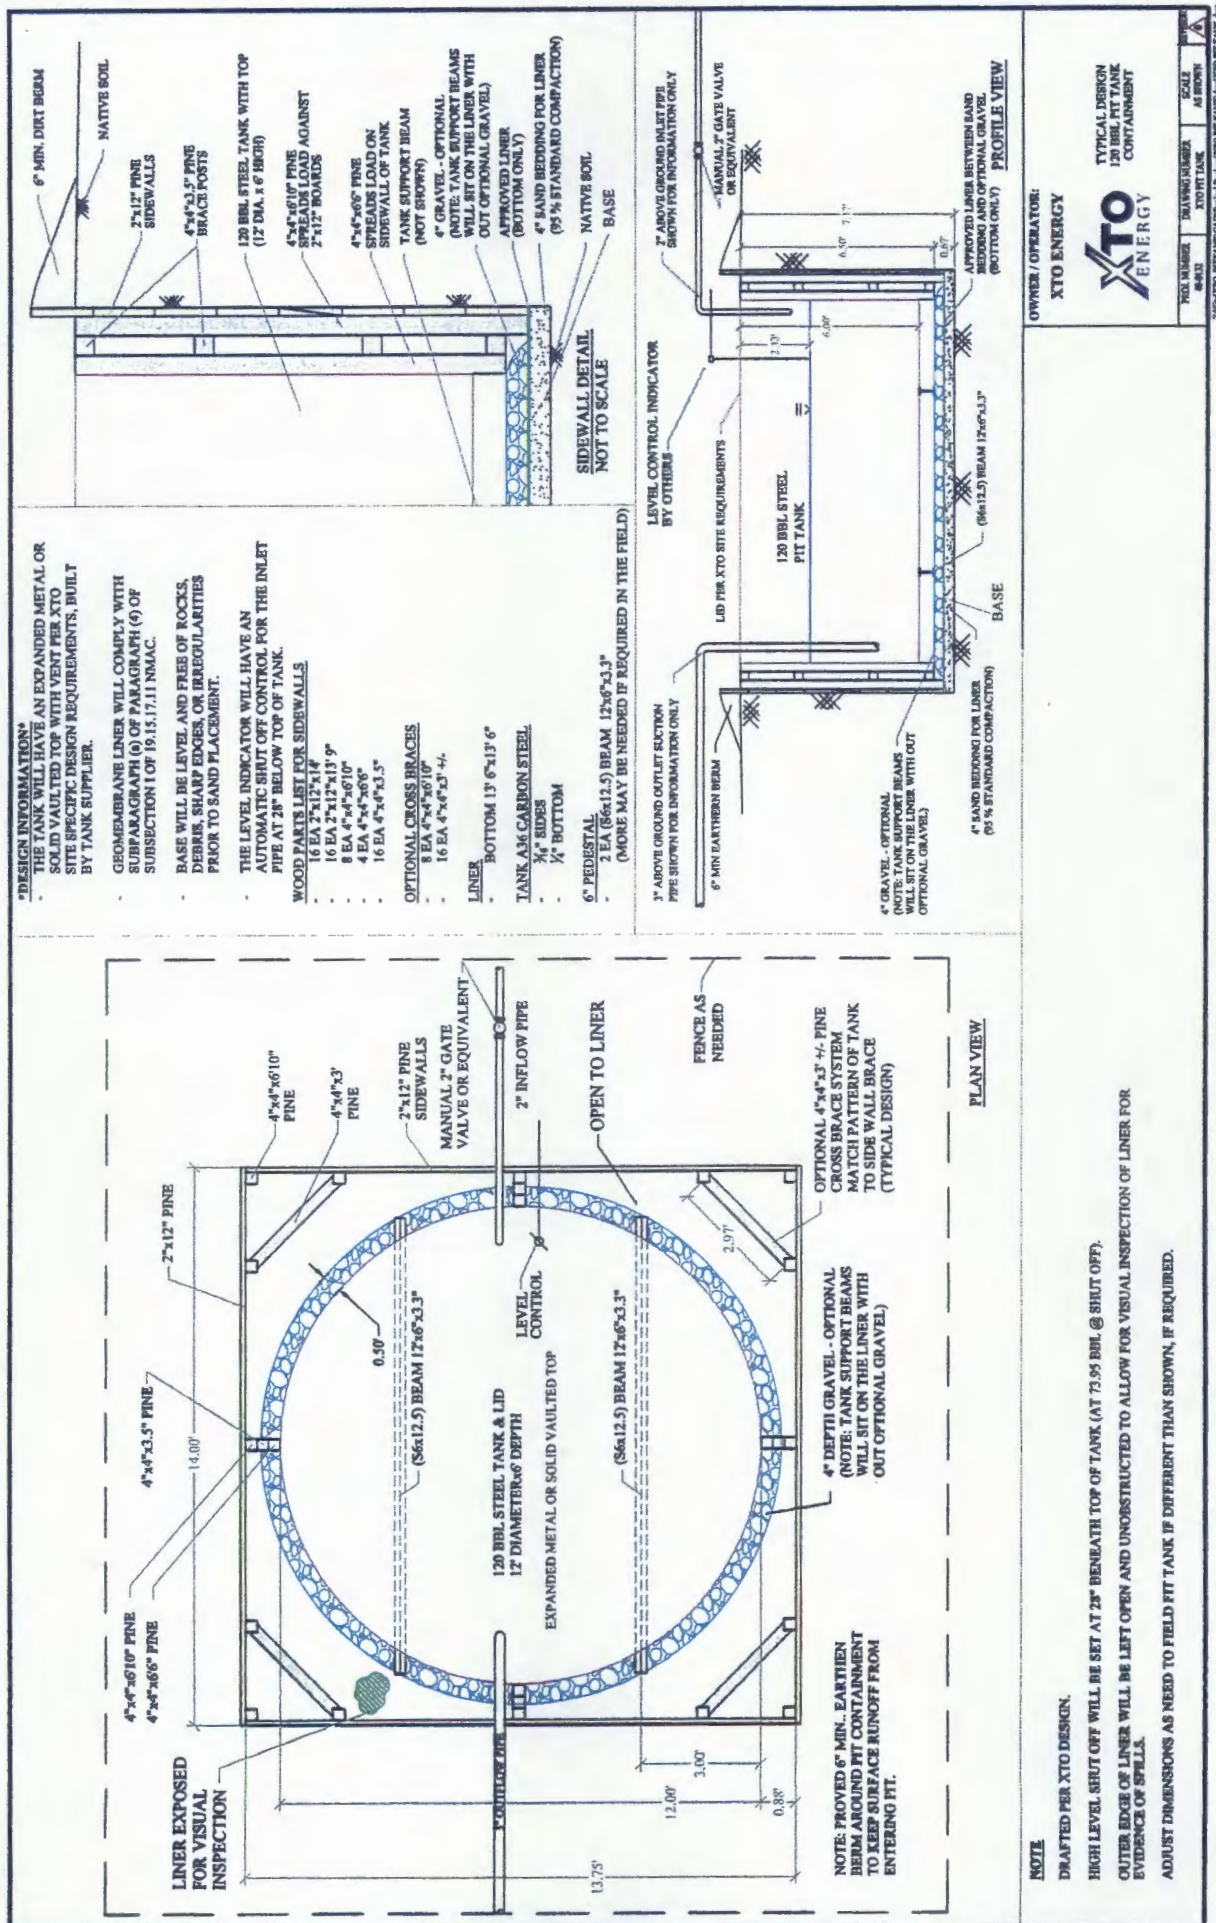 *DESIGN INFORMATION*
- THE TANK WILL HAVE AN EXPANDED METAL OR
SOLID VAULTED TOP WITH VENT PER XTO
SITE SPECIFIC DESIGN REQUIREMENTS, BUILT
BY TANK SUPPLIER.
- GEOMEMBRANE LINER WILL COMPLY WITH
SUBPARAGRAPH (a) OF PARAGRAPH (4) OF
SUBSECTION I OF 19.15.17.11 NMAC.
- BASE WILL BE LEVEL AND FREE OF ROCKS,
DEBRIS, SHARP EDGES, OR IRREGULARITIES
PRIOR TO SAND PLACEMENT.
- THE LEVEL INDICATOR WILL HAVE AN
AUTOMATIC SHUT OFF CONTROL FOR THE INLET
PIPE AT 28" BELOW TOP OF TANK.
WOOD PARTS LIST FOR SIDEWALLS
- 16 EA 2"x12"x14'
- 16 EA 2"x12"x13' 9"
- 8 EA 4"x4"x6'10"
- 4 EA 4"x4"x6'6"
- 16 EA 4"x4"x3.5"
OPTIONAL CROSS BRACES
- 8 EA 4"x4"x6'10"
- 16 EA 4"x4"x3' +/-
LINER
- BOTTOM 13' 6"x13' 6"
TANK A36 CARBON STEEL
- 3⁄16" SIDES
- 1⁄4" BOTTOM
6" PEDESTAL
- 2 EA (S6x12.5) BEAM 12'x6"x3.3"
(MORE MAY BE NEEDED IF REQUIRED IN THE FIELD)
6" MIN. DIRT BERM
NATIVE SOIL
2"x12" PINE
SIDEWALLS
4"x4"x3.5" PINE
BRACE POSTS
120 BBL STEEL TANK WITH TOP
(12' DIA. x 6' HIGH)
4"x4"x6'10" PINE
SPREADS LOAD AGAINST
2"x12" BOARDS
4"x4"x6'6" PINE
SPREADS LOAD ON
SIDEWALL OF TANK
TANK SUPPORT BEAM
(NOT SHOWN)
4" GRAVEL - OPTIONAL
(NOTE: TANK SUPPORT BEAMS
WILL SIT ON THE LINER WITH
OUT OPTIONAL GRAVEL)
APPROVED LINER
(BOTTOM ONLY)
4" SAND BEDDING FOR LINER
(95 % STANDARD COMPACTION)
NATIVE SOIL
BASE
SIDEWALL DETAIL
NOT TO SCALE
LINER EXPOSED
FOR VISUAL
INSPECTION
4"x4"x6'10" PINE
4"x4"x6'6" PINE
4"x4"x3.5" PINE
2"x12" PINE
4"x4"x6'10"
PINE
4"x4"x3'
PINE
2"x12" PINE
SIDEWALLS
MANUAL 2" GATE
VALVE OR EQUIVALENT
2" INFLOW PIPE
OPEN TO LINER
FENCE AS
NEEDED
14.00'
0.50'
(S6x12.5) BEAM 12'x6"x3.3"
120 BBL STEEL TANK & LID
12' DIAMETERx6' DEPTH
EXPANDED METAL OR SOLID VAULTED TOP
LEVEL
CONTROL
(S6x12.5) BEAM 12'x6"x3.3"
2.97'
13.75'
12.00'
3.00'
0.88'
OPTIONAL 4"x4"x3' +/- PINE
CROSS BRACE SYSTEM
MATCH PATTERN OF TANK
TO SIDE WALL BRACE
(TYPICAL DESIGN)
4" DEPTH GRAVEL - OPTIONAL
(NOTE: TANK SUPPORT BEAMS
WILL SIT ON THE LINER WITH
OUT OPTIONAL GRAVEL)
NOTE: PROVED 6" MIN.. EARTHEN
BERM AROUND PIT CONTAINMENT
TO KEEP SURFACE RUNOFF FROM
ENTERING PIT.
PLAN VIEW
3" ABOVE GROUND OUTLET SUCTION
PIPE SHOWN FOR INFORMATION ONLY
6" MIN EARTHERN BERM
LEVEL CONTROL INDICATOR
BY OTHERS
LID PER XTO SITE REQUIREMENTS
2" ABOVE GROUND INLET PIPE
SHOWN FOR INFORMATION ONLY
MANUAL 2" GATE VALVE
OR EQUIVALENT
120 BBL STEEL
PIT TANK
6.00'
6.50'
0.67'
4" GRAVEL - OPTIONAL
(NOTE: TANK SUPPORT BEAMS
WILL SIT ON THE LINER WITH OUT
OPTIONAL GRAVEL)
4" SAND BEDDING FOR LINER
(95 % STANDARD COMPACTION)
BASE
(S6x12.5) BEAM 12'x6"x3.3"
APPROVED LINER BETWEEN BAND
BEDDING AND OPTIONAL GRAVEL
(BOTTOM ONLY)
PROFILE VIEW
NOTE
DRAFTED PER XTO DESIGN.
HIGH LEVEL SHUT OFF WILL BE SET AT 28" BENEATH TOP OF TANK (AT 73.95 BBL @ SHUT OFF).
OUTER EDGE OF LINER WILL BE LEFT OPEN AND UNOBSTRUCTED TO ALLOW FOR VISUAL INSPECTION OF LINER FOR
EVIDENCE OF SPILLS.
ADJUST DIMENSIONS AS NEED TO FIELD FIT TANK IF DIFFERENT THAN SHOWN, IF REQUIRED.
OWNER / OPERATOR:
XTO ENERGY
XTO
ENERGY
TYPICAL DESIGN
120 BBL PIT TANK
CONTAINMENT
DRAWING NUMBER
XTO PIT TANK
SCALE
AS SHOWN